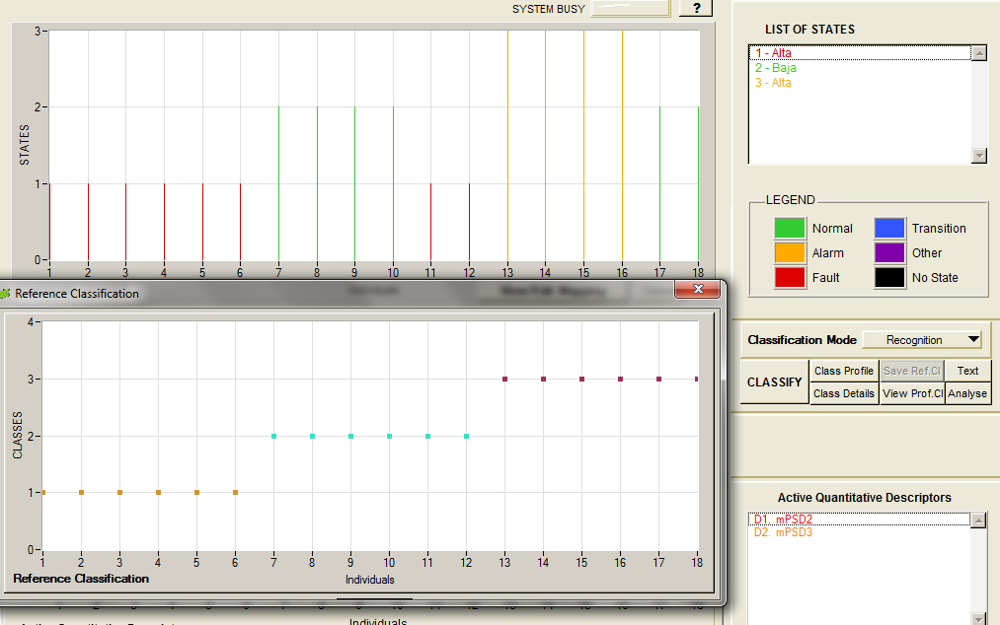 SYSTEM BUSY
?
STATES
3
2
1
0
1 2 3 4 5 6 7 8 9 10 11 12 13 14 15 16 17 18
LIST OF STATES
1 - Alta
2 - Baja
3 - Alta
LEGEND
Normal Transition
Alarm Other
Fault No State
Reference Classification
x
CLASSES
4
3
2
1
0
1 2 3 4 5 6 7 8 9 10 11 12 13 14 15 16 17 18
Reference Classification Individuals
Individuals
Classification Mode Recognition
CLASSIFY
Class Profile Save Ref.Cl Text
Class Details View Prof.Cl Analyse
Active Quantitative Descriptors
D1. mPSD2
D2. mPSD3